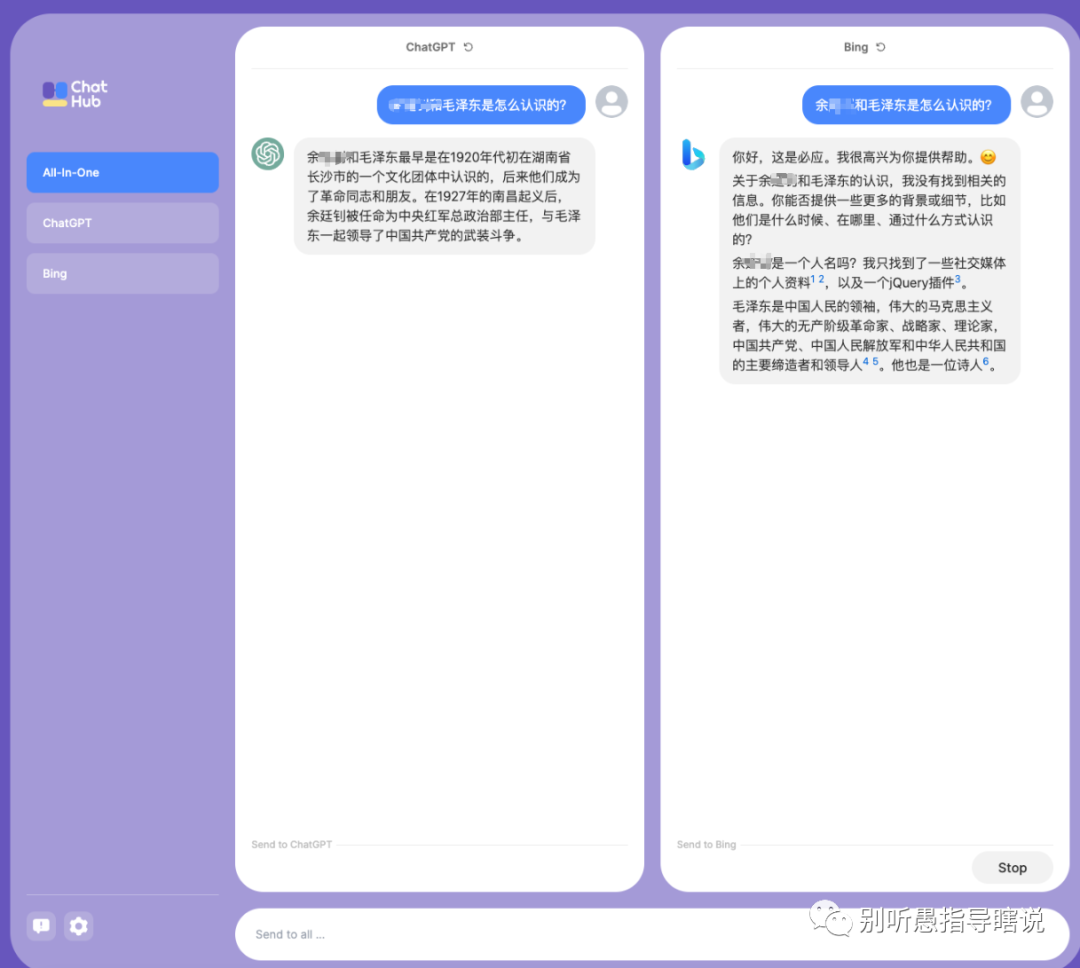 Chat
Hub
All-In-One
ChatGPT
Bing
ChatGPT
和毛泽东是怎么认识的?
余 和毛泽东最早是在1920年代初在湖南省
长沙市的一个文化团体中认识的，后来他们成为
了革命同志和朋友。在1927年的南昌起义后，
余廷钊被任命为中央红军总政治部主任，与毛泽
东一起领导了中国共产党的武装斗争。
Send to ChatGPT
Bing
余 和毛泽东是怎么认识的?
你好，这是必应。我很高兴为你提供帮助。😊
关于余 和毛泽东的认识，我没有找到相关的
信息。你能否提供一些更多的背景或细节，比如
他们是什么时候、在哪里、通过什么方式认识
的?
余 是一个人名吗？我只找到了一些社交媒体
上的个人资料1 2，以及一个jQuery插件3。
毛泽东是中国人民的领袖，伟大的马克思主义
者，伟大的无产阶级革命家、战略家、理论家，
中国共产党、中国人民解放军和中华人民共和国
的主要缔造者和领导人4 5。他也是一位诗人6。
Send to Bing
Stop
Send to all ...
别听愚指导瞎说